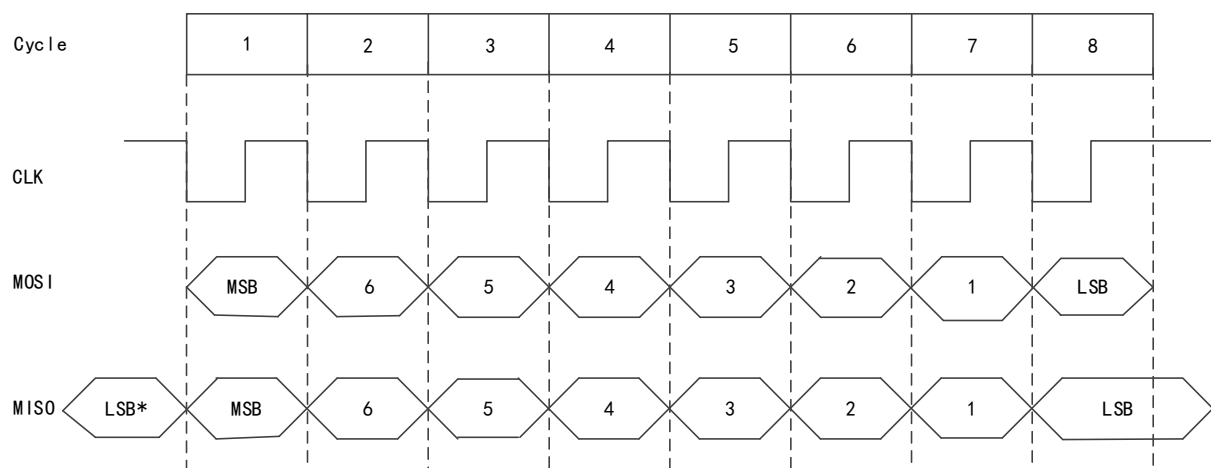 Cycle 1 2 3 4 5 6 7 8
CLK
MOSI MSB 6 5 4 3 2 1 LSB
MISO LSB* MSB 6 5 4 3 2 1 LSB